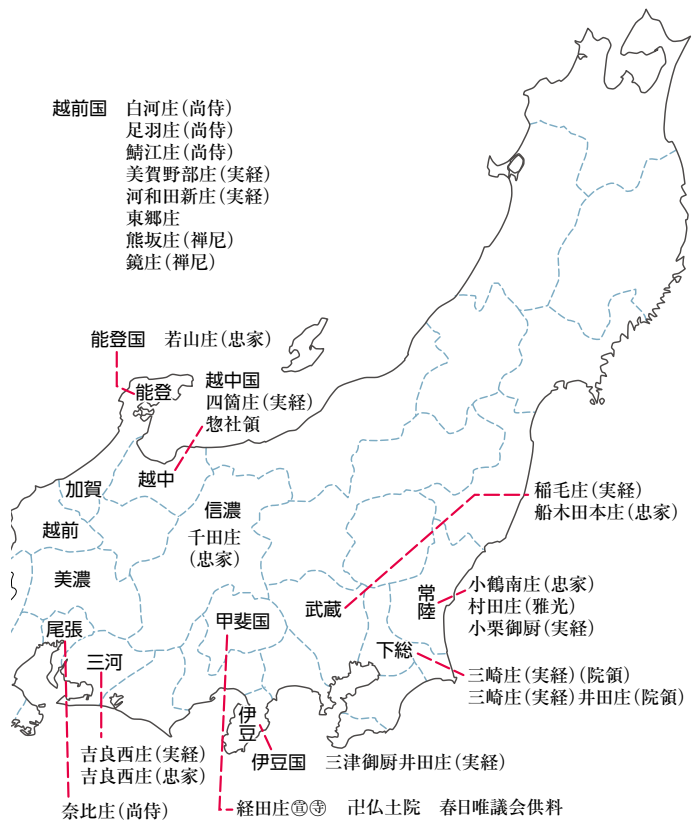 越前国 白河庄(尚侍)
足羽庄(尚侍)
鯖江庄(尚侍)
美賀野部庄(実経)
河和田新庄(実経)
東郷庄
熊坂庄(禅尼)
鏡庄(禅尼)
能登国 若山庄(忠家)
能登
越中国
四箇庄(実経)
惣社領
越中
加賀
越前
信濃
千田庄
(忠家)
稲毛庄(実経)
船木田本庄(忠家)
美濃
常陸
小鶴南庄(忠家)
村田庄(雅光)
小栗御厨(実経)
武蔵
甲斐国
尾張
下総
三河
三崎庄(実経)(院領)
三崎庄(実経)井田庄(院領)
伊豆
吉良西庄(実経)
吉良西庄(忠家)
伊豆国 三津御厨井田庄(実経)
奈比庄(尚侍)
経田庄㊝㊢ 卍仏土院 春日唯議会供料